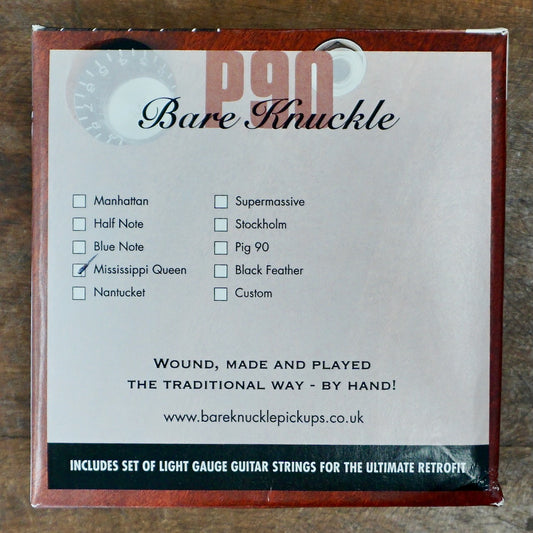 P90
Bare Knuckle
Manhattan
Half Note
Blue Note
Mississippi Queen
Nantucket
Supermassive
Stockholm
Pig 90
Black Feather
Custom
WOUND, MADE AND PLAYED
THE TRADITIONAL WAY - BY HAND!
www.bareknucklepickups.co.uk
INCLUDES SET OF LIGHT GAUGE GUITAR STRINGS FOR THE ULTIMATE RETROFIT